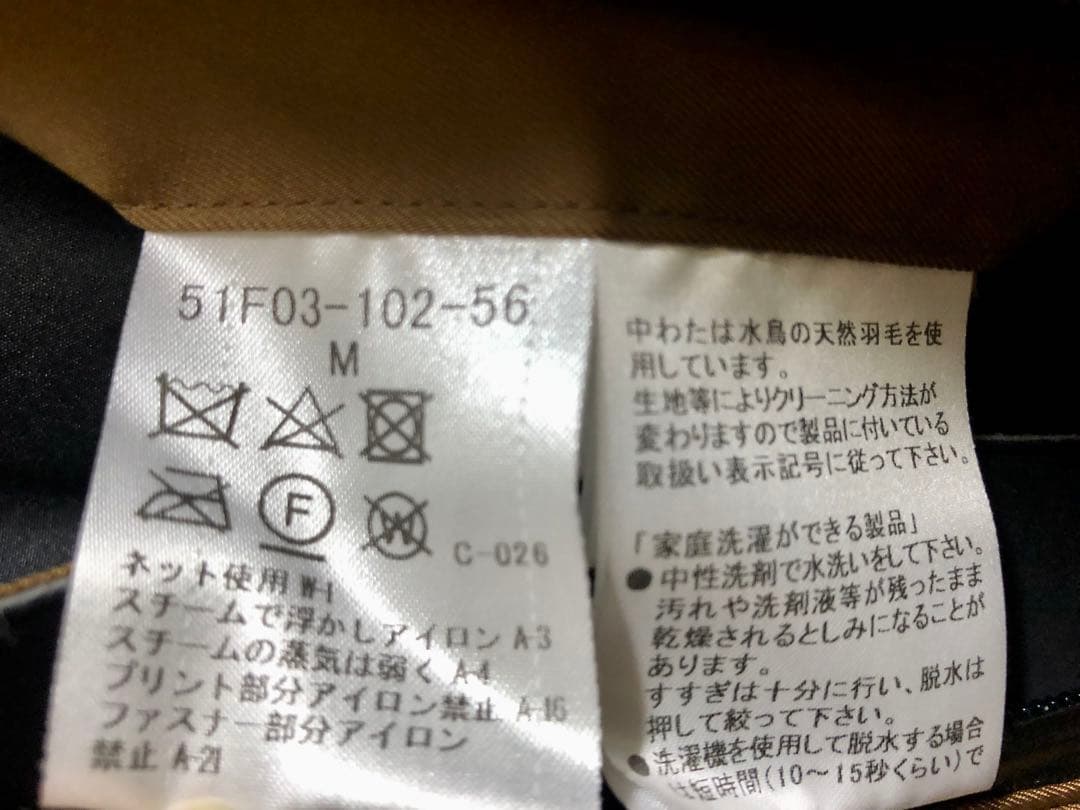 51F03-102-56
M
F
W
C-026
ネット使用 W-1
スチームで浮かしアイロン A-3
スチームの蒸気は弱く A-4
プリント部分アイロン禁止 A-16
ファスナー部分アイロン
禁止 A-21
中わたは水鳥の天然羽毛を使
用しています。
生地等によりクリーニング方法が
変わりますので製品に付いている
取扱い表示記号に従って下さい。
「家庭洗濯ができる製品」
●中性洗剤で水洗いをして下さい。
汚れや洗剤液等が残ったまま
乾燥されるとしみになることが
あります。
すすぎは十分に行い、脱水は
押して絞って下さい。
●洗濯機を使用して脱水する場合
は短時間(10～15秒くらい)で